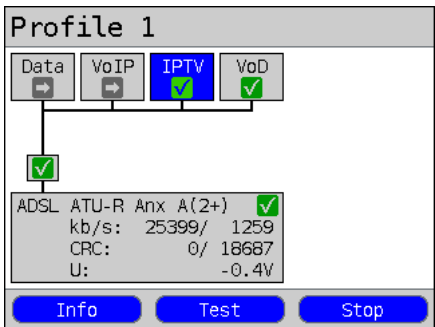 Profile 1
Data VoIP IPTV VoD
ADSL ATU-R Anx A(2+)
kb/s: 25399/ 1259
CRC: 0/ 18687
U: -0.4V
Info Test Stop